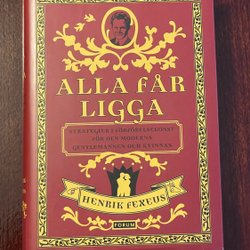 ALLA FÅR
LIGGA
STRATEGIER I FÖRFÖRELSEKONST
FÖR DEN MODERNA
GENTLEMANNEN OCH KVINNAN
HENRIK FEXEUS
FORUM